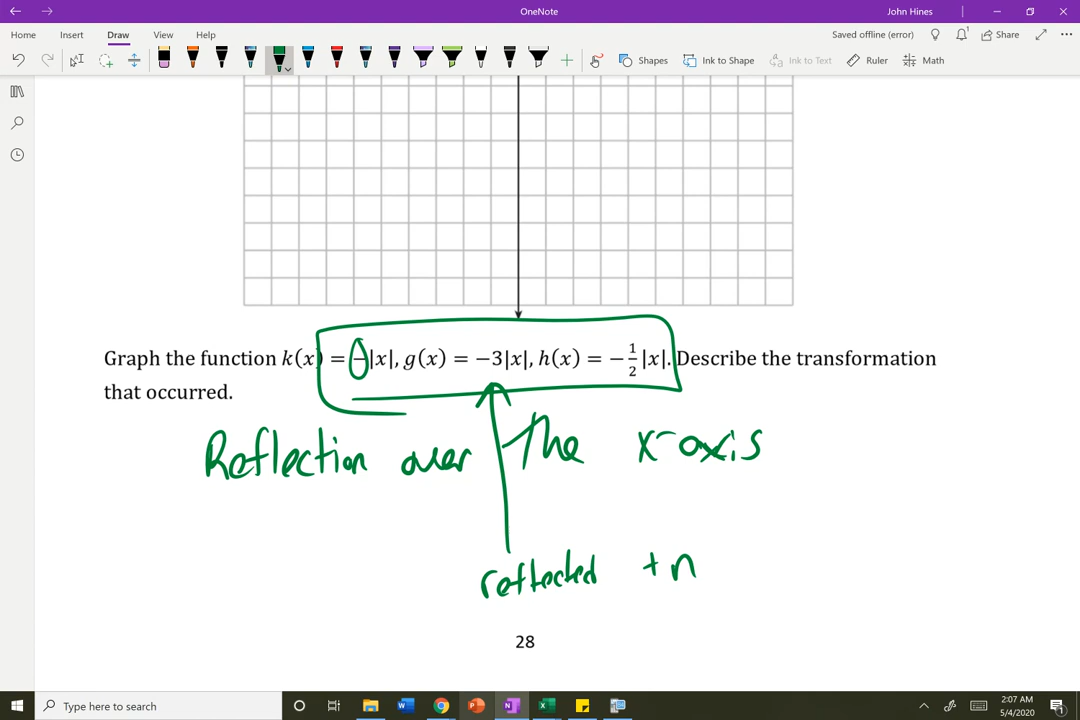 OneNote
John Hines
Home Insert Draw View Help
Saved offline (error) Share
Shapes Ink to Shape Ink to Text Ruler Math
Graph the function k(x) = −|x|, g(x) = −3|x|, h(x) = −1/2|x|. Describe the transformation
that occurred.
Reflection over the x-axis
reflected + n
28
Type here to search
2:07 AM
5/4/2020